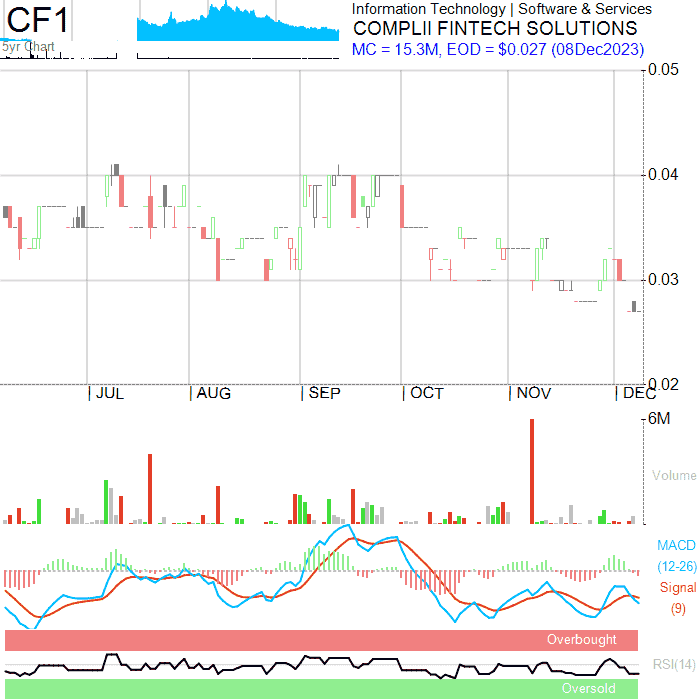 CF1
5yr Chart
Information Technology | Software & Services
COMPLII FINTECH SOLUTIONS
MC = 15.3M, EOD = $0.027 (08Dec2023)
0.05
0.04
0.03
0.02
| JUL
| AUG
| SEP
| OCT
| NOV
| DEC
6M
Volume
MACD
(12-26)
Signal
(9)
Overbought
RSI(14)
Oversold